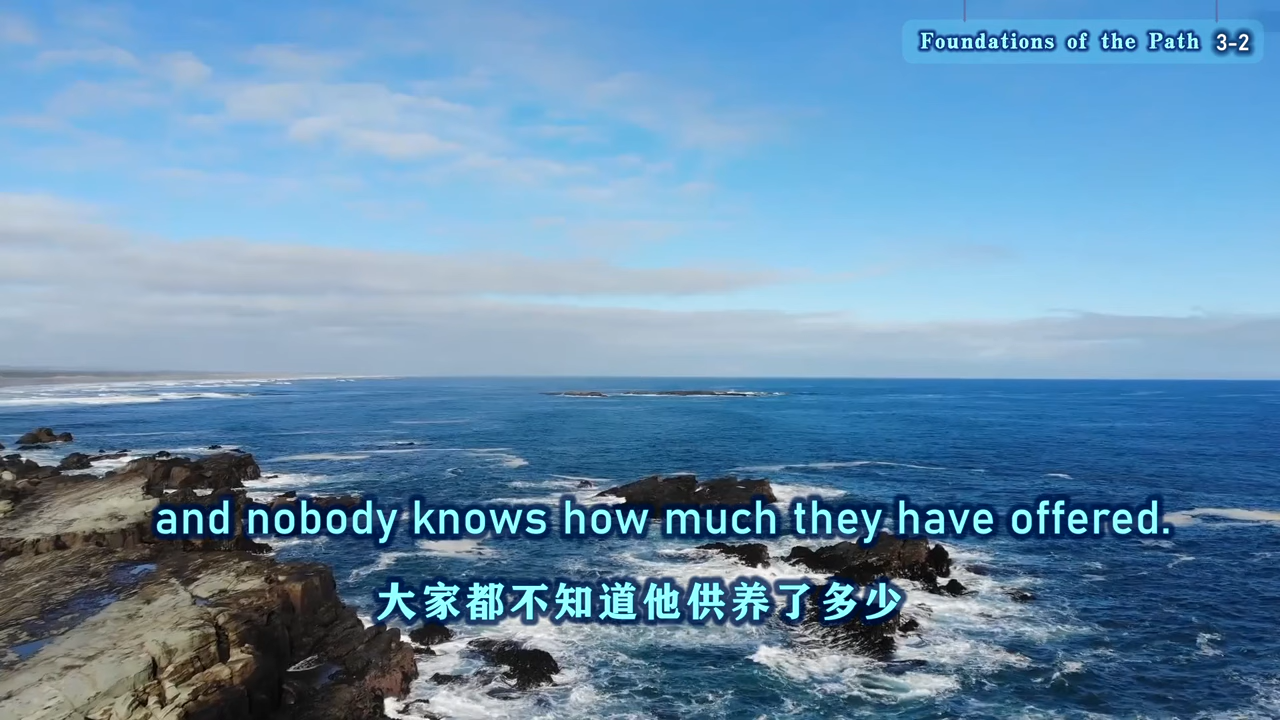 Foundations of the Path 3-2
and nobody knows how much they have offered.
大家都不知道他供养了多少